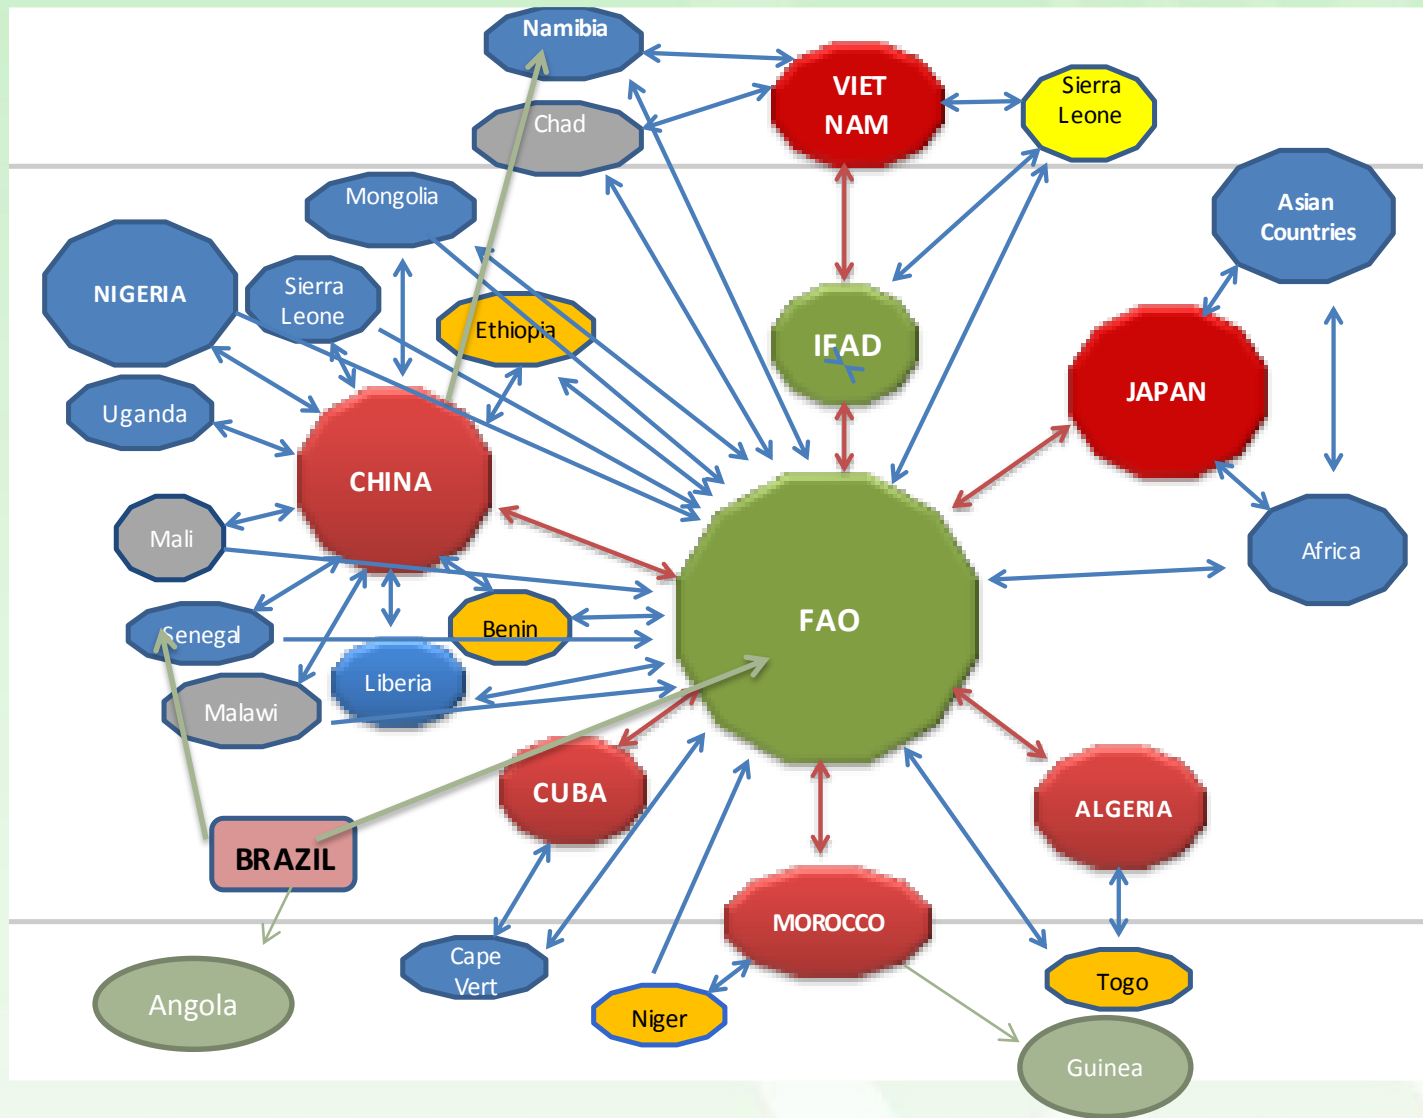 Namibia
VIET
NAM
Sierra
Leone
Chad
Mongolia
Asian
Countries
NIGERIA
Sierra
Leone
Ethiopia
IFAD
JAPAN
Uganda
CHINA
Mali
Africa
Senegal
Benin
FAO
Liberia
Malawi
CUBA
ALGERIA
BRAZIL
MOROCCO
Cape
Vert
Togo
Angola
Niger
Guinea